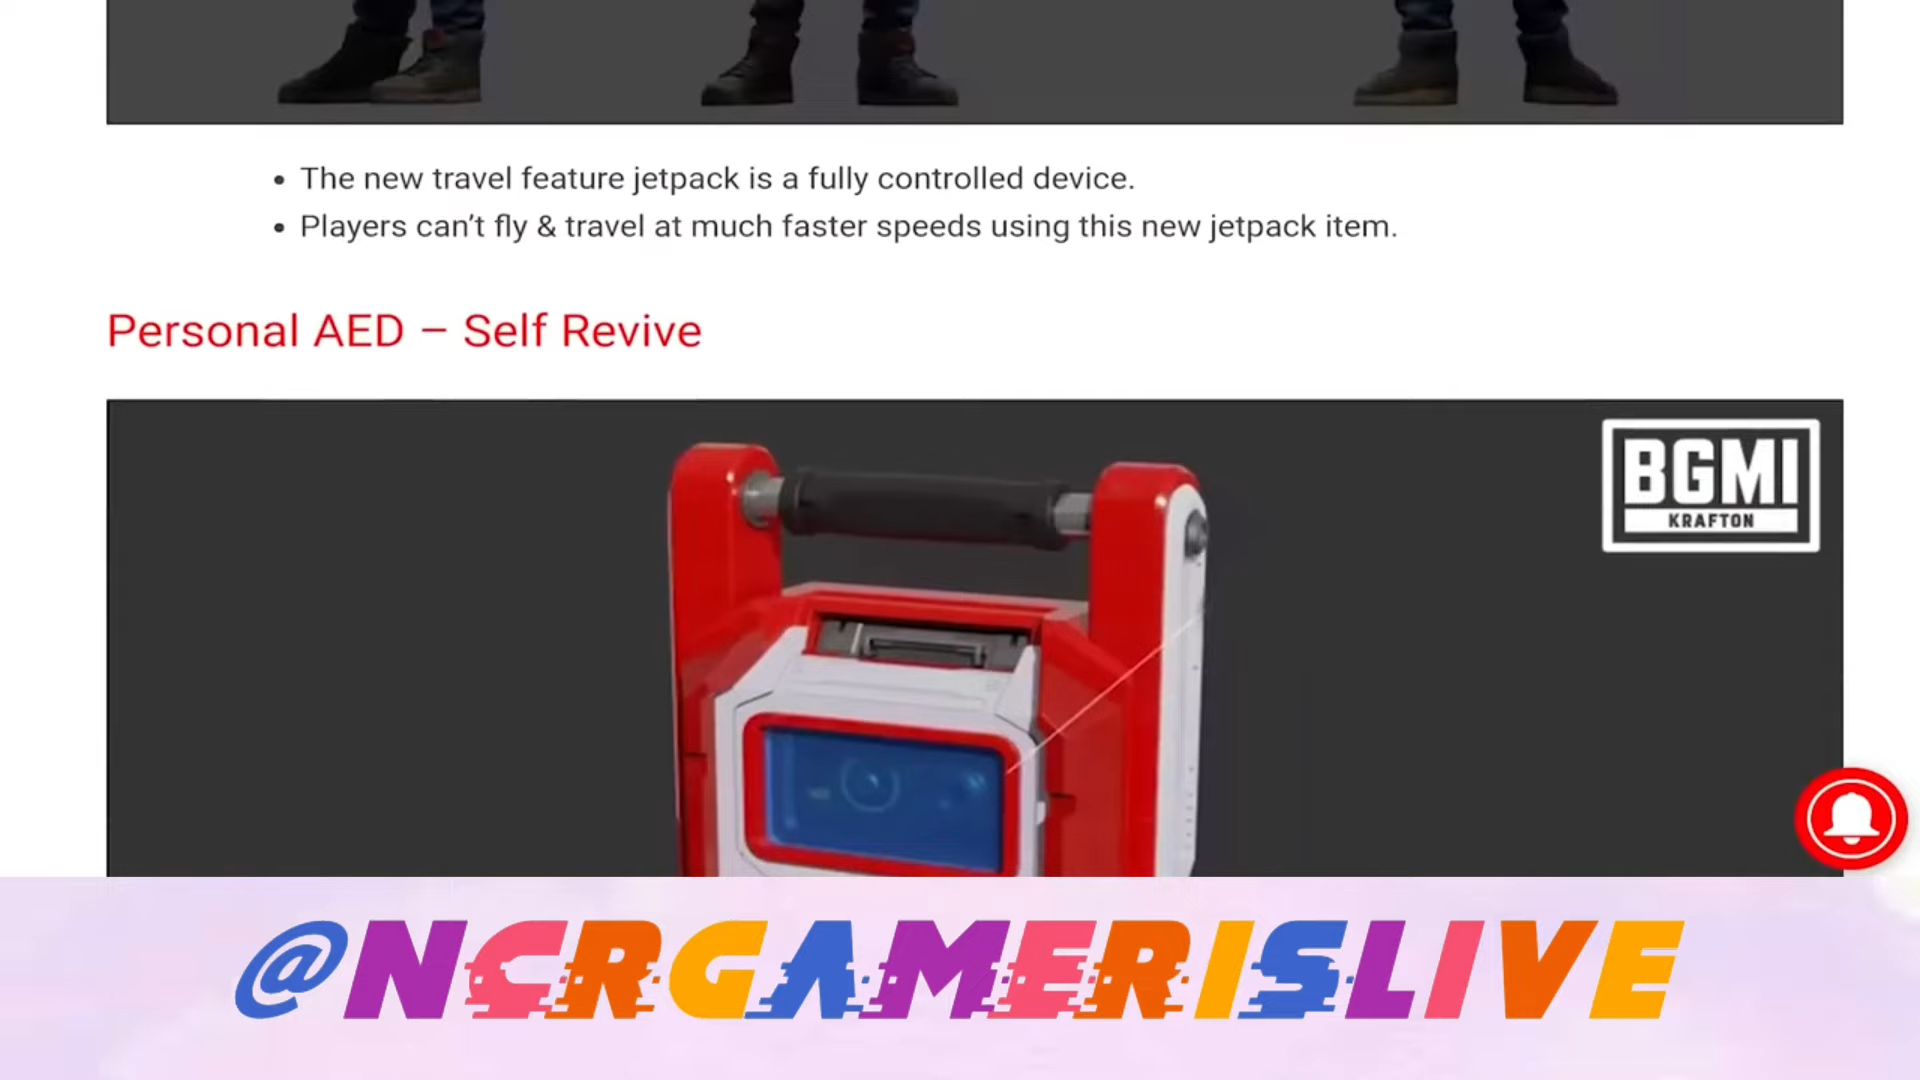 The new travel feature jetpack is a fully controlled device.
Players can’t fly & travel at much faster speeds using this new jetpack item.
Personal AED – Self Revive
BGMI
KRAFTON
@NCRGAMERISLIVE